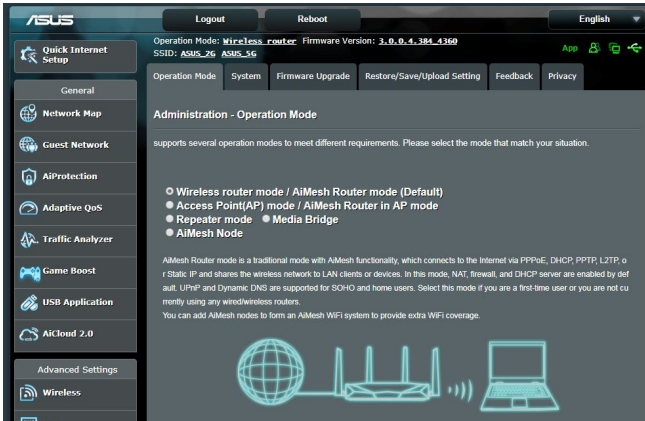 ASUS
Logout
Reboot
English
Quick Internet
Setup
Operation Mode: Wireless router Firmware Version: 3.0.0.4.384_4360
SSID: ASUS_2G ASUS_5G
App
Operation Mode
System
Firmware Upgrade
Restore/Save/Upload Setting
Feedback
Privacy
General
Network Map
Guest Network
AiProtection
Adaptive QoS
Traffic Analyzer
Game Boost
USB Application
AiCloud 2.0
Advanced Settings
Wireless
Administration - Operation Mode
supports several operation modes to meet different requirements. Please select the mode that match your situation.
Wireless router mode / AiMesh Router mode (Default)
Access Point(AP) mode / AiMesh Router in AP mode
Repeater mode Media Bridge
AiMesh Node
AiMesh Router mode is a traditional mode with AiMesh functionality, which connects to the Internet via PPPoE, DHCP, PPTP, L2TP, o
r Static IP and shares the wireless network to LAN clients or devices. In this mode, NAT, firewall, and DHCP server are enabled by def
ault. UPnP and Dynamic DNS are supported for SOHO and home users. Select this mode if you are a first-time user or you are not cu
rrently using any wired/wireless routers.
You can add AiMesh nodes to form an AiMesh WiFi system to provide extra WiFi coverage.